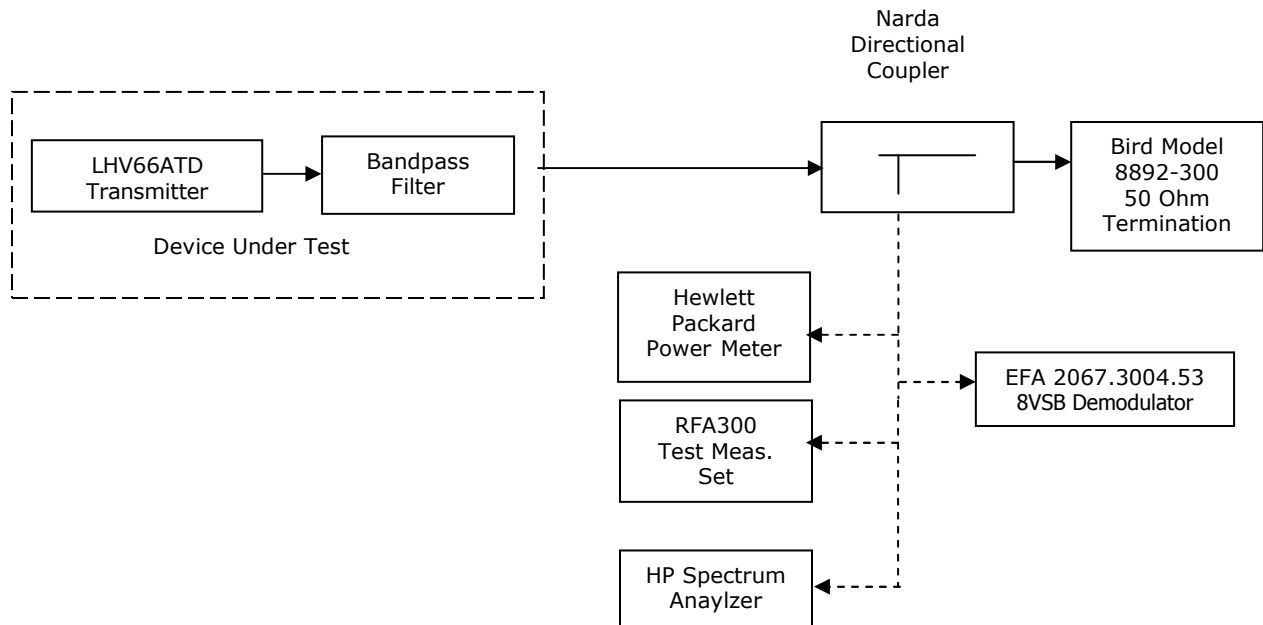 Narda
Directional
Coupler
LHV66ATD
Transmitter
Bandpass
Filter
Device Under Test
Bird Model
8892-300
50 Ohm
Termination
Hewlett
Packard
Power Meter
EFA 2067.3004.53
8VSB Demodulator
RFA300
Test Meas.
Set
HP Spectrum
Anaylzer